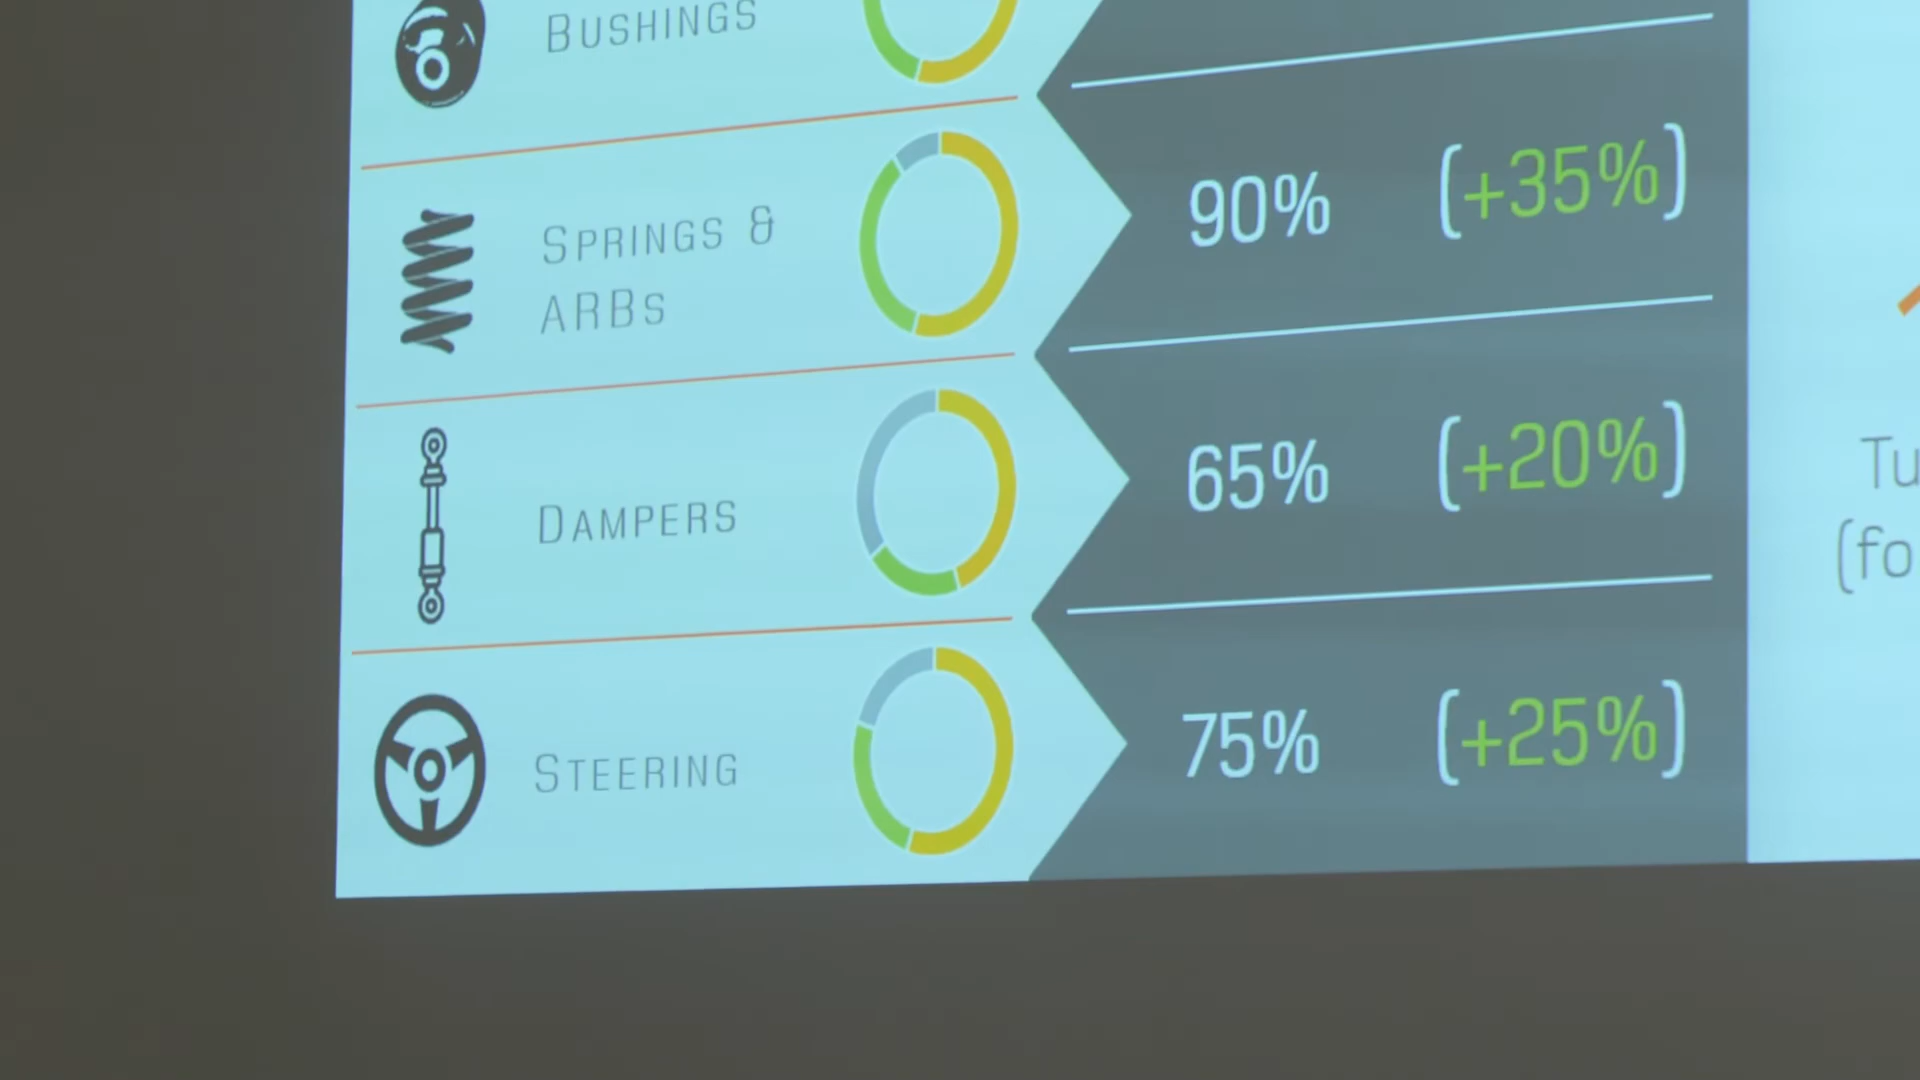 BUSHINGS
SPRINGS &
ARBS
90% (+35%)
DAMPERS
65% (+20%)
STEERING
75% (+25%)
Tu
(fo